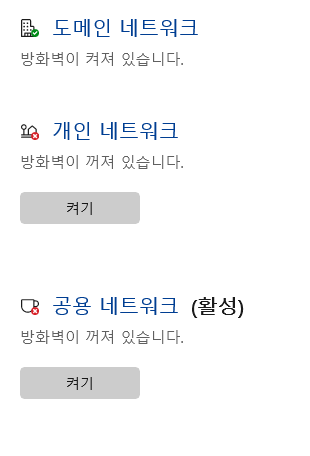 도메인 네트워크
방화벽이 켜져 있습니다.
개인 네트워크
방화벽이 꺼져 있습니다.
켜기
공용 네트워크 (활성)
방화벽이 꺼져 있습니다.
켜기